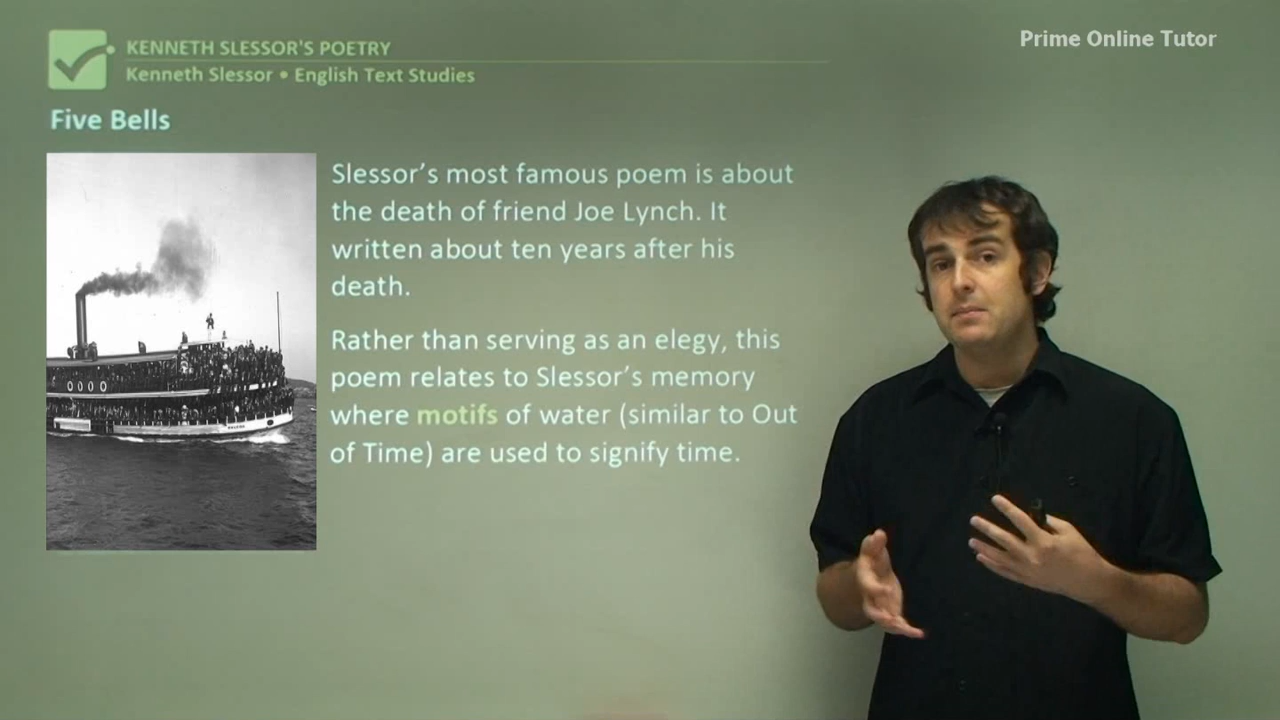 Prime Online Tutor
KENNETH SLESSOR'S POETRY
Kenneth Slessor • English Text Studies
Five Bells
Slessor's most famous poem is about
the death of friend Joe Lynch. It
written about ten years after his
death.
Rather than serving as an elegy, this
poem relates to Slessor's memory
where motifs of water (similar to Out
of Time) are used to signify time.